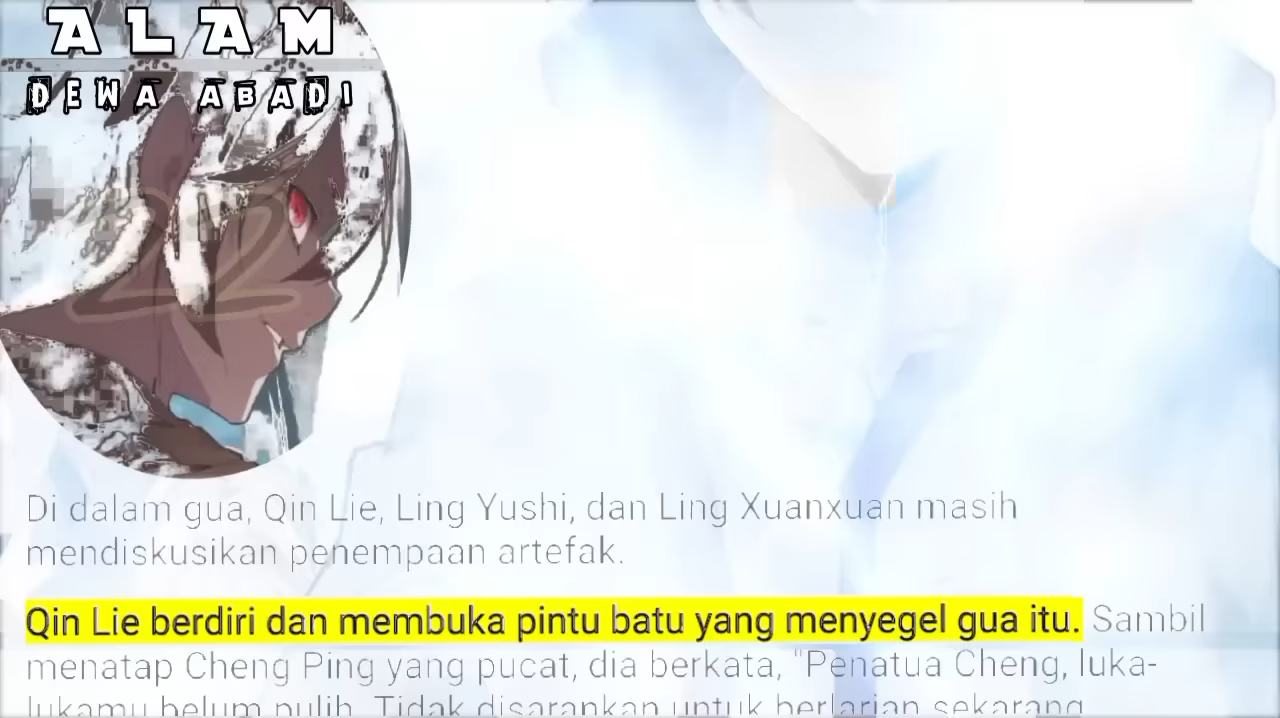 ALAM
DEWA ABADI
Di dalam gua, Qin Lie, Ling Yushi, dan Ling Xuanxuan masih
mendiskusikan penempaan artefak.
Qin Lie berdiri dan membuka pintu batu yang menyegel gua itu. Sambil
menatap Cheng Ping yang pucat, dia berkata, "Penatua Cheng, luka-
lukamu belum pulih. Tidak disarankan untuk berlarian sekarang